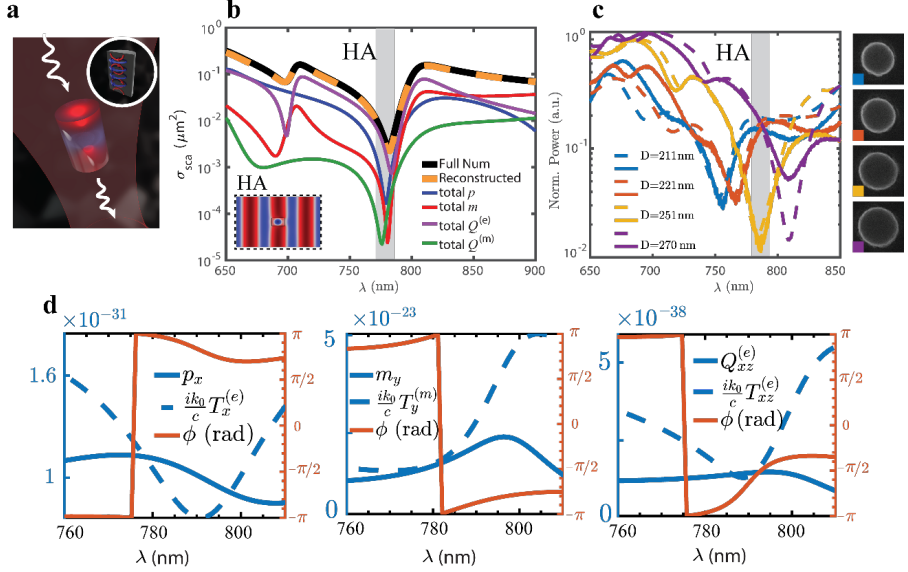 a
b
c
HA
10^0
10^-1
10^-2
10^-3
10^-4
10^-5
σ_sca (μm²)
Full Num
Reconstructed
total p
total m
total Q^(e)
total Q^(m)
HA
650
700
750
800
850
900
λ (nm)
HA
10^0
10^-1
10^-2
Norm. Power (a.u.)
D=211nm
D=221nm
D=251nm
D=270 nm
650
700
750
800
850
λ (nm)
d
×10^-31
1.6
1
p_x
ik_0/c T_x^(e)
ϕ (rad)
π
π/2
0
-π/2
-π
760
780
800
λ (nm)
×10^-23
5
0
m_y
ik_0/c T_y^(m)
ϕ (rad)
π
π/2
0
-π/2
-π
760
780
800
λ (nm)
×10^-38
5
0
Q_xz^(e)
ik_0/c T_xz^(e)
ϕ (rad)
π
π/2
0
-π/2
-π
760
780
800
λ (nm)